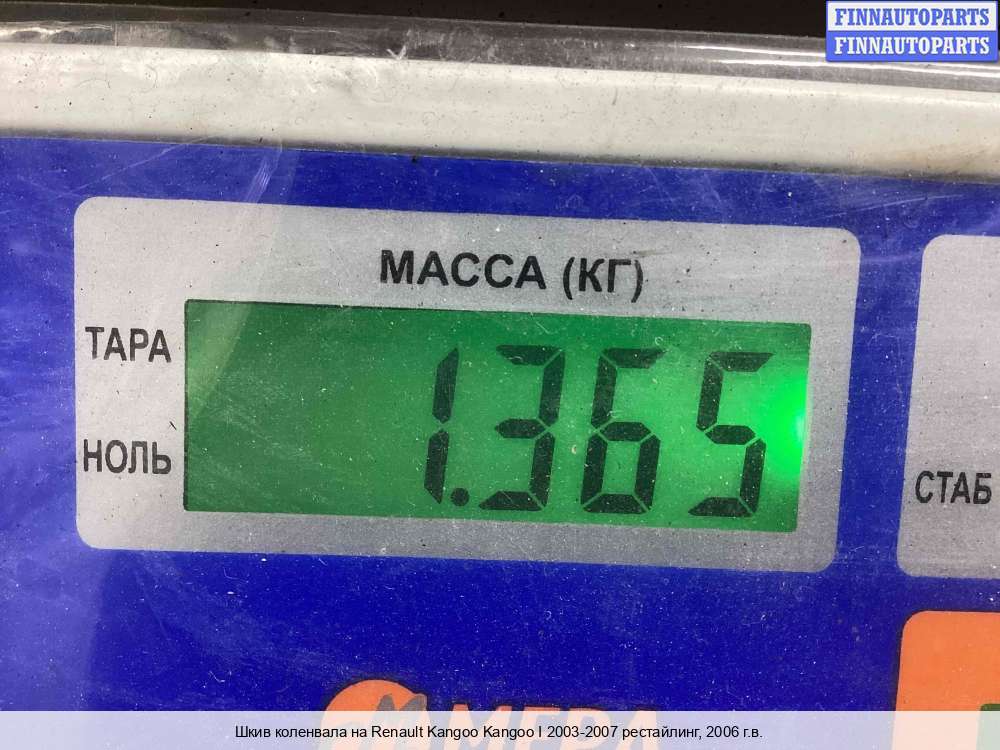 FINNAUTOPARTS
FINNAUTOPARTS
МАССА (КГ)
ТАРА
1.365
НОЛЬ
СТАБ
МЕРА
Шкив коленвала на Renault Kangoo Kangoo I 2003-2007 рестайлинг, 2006 г.в.